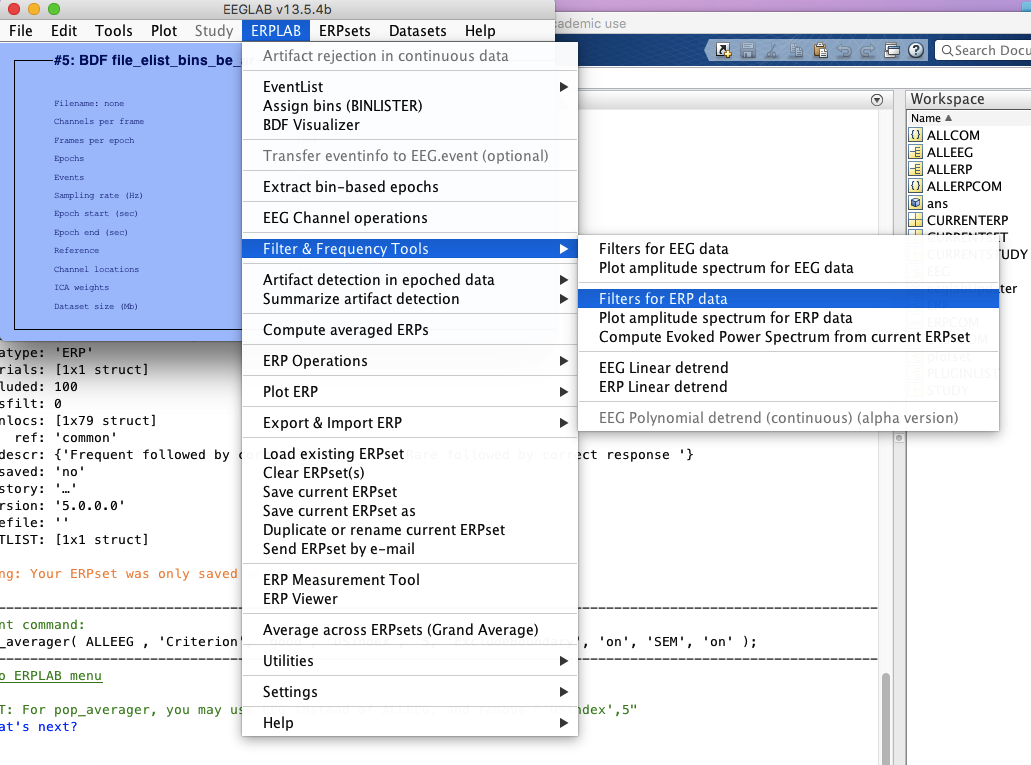 EEGLAB v13.5.4b
File Edit Tools Plot Study ERPLAB ERPsets Datasets Help
cademic use
Search Docu
#5: BDF file_elist_bins_be_
Filename: none
Channels per frame
Frames per epoch
Epochs
Events
Sampling rate (Hz)
Epoch start (sec)
Epoch end (sec)
Reference
Channel locations
ICA weights
Dataset size (Mb)
Artifact rejection in continuous data
EventList
Assign bins (BINLISTER)
BDF Visualizer
Transfer eventinfo to EEG.event (optional)
Extract bin-based epochs
EEG Channel operations
Filter & Frequency Tools
Artifact detection in epoched data
Summarize artifact detection
Compute averaged ERPs
ERP Operations
Plot ERP
Export & Import ERP
Load existing ERPset
Clear ERPset(s)
Save current ERPset
Save current ERPset as
Duplicate or rename current ERPset
Send ERPset by e-mail
ERP Measurement Tool
ERP Viewer
Average across ERPsets (Grand Average)
Utilities
Settings
Help
Filters for EEG data
Plot amplitude spectrum for EEG data
Filters for ERP data
Plot amplitude spectrum for ERP data
Compute Evoked Power Spectrum from current ERPset
EEG Linear detrend
ERP Linear detrend
EEG Polynomial detrend (continuous) (alpha version)
Workspace
Name
ALLCOM
ALLEEG
ALLERP
ALLERPCOM
ans
CURRENTERP
CURRENTSET
CURRENTSTUDY
EEG
ERP
plotset
PLUGINLIST
STUDY
atype: 'ERP'
rials: [1x1 struct]
luded: 100
sfilt: 0
nlocs: [1x79 struct]
ref: 'common'
descr: {'Frequent followed by co Rare followed by correct response '}
saved: 'no'
story: '…'
rsion: '5.0.0.0'
efile: ''
TLIST: [1x1 struct]
ng: Your ERPset was only saved
nt command:
_averager( ALLEEG , 'Criterion' , 'on', 'SEM', 'on' );
o ERPLAB menu
T: For pop_averager, you may us ndex',5"
at's next?